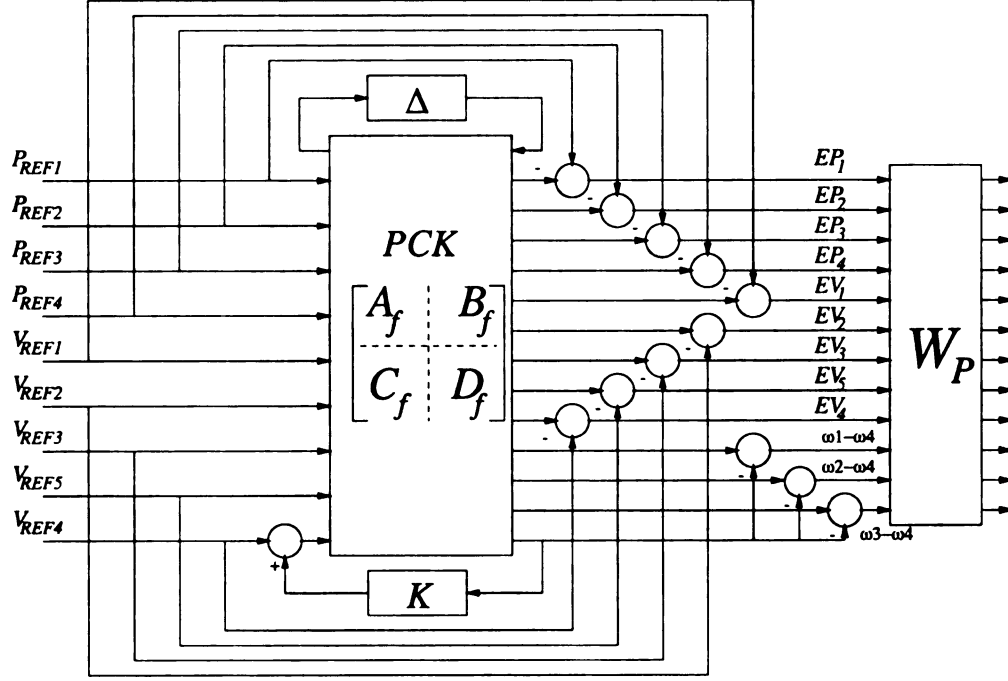 Δ
P_REF1
P_REF2
P_REF3
P_REF4
V_REF1
V_REF2
V_REF3
V_REF5
V_REF4
PCK
A_f B_f
C_f D_f
K
+
-
-
-
-
-
-
-
-
-
-
-
-
EP_1
EP_2
EP_3
EP_4
EV_1
EV_2
EV_3
EV_5
EV_4
ω1-ω4
ω2-ω4
ω3-ω4
W_P